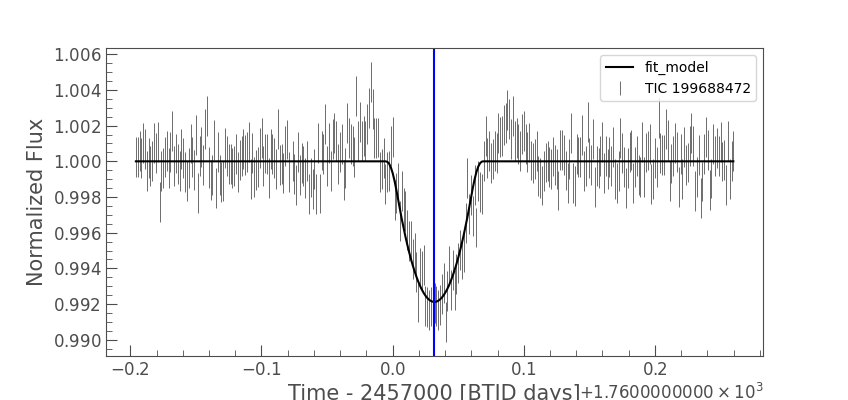 1.006
1.004
1.002
1.000
0.998
0.996
0.994
0.992
0.990
Normalized Flux
fit_model
TIC 199688472
−0.2
−0.1
0.0
0.1
0.2
Time - 2457000 [BTJD days]
+1.7600000000 × 10³